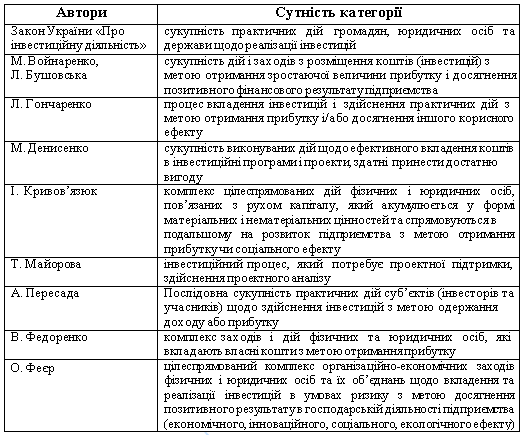 Автори
Сутність категорії
Закон України «Про
інвестиційну діяльність»
сукупність практичних дій громадян, юридичних осіб та
держави щодо реалізації інвестицій
М. Войнаренко,
Л. Бушовська
сукупність дій і заходів з розміщення коштів (інвестицій) з
метою отримання зростаючої величини прибутку і досягнення
позитивного фінансового результату підприємства
Л. Гончаренко
процес вкладення інвестицій і здійснення практичних дій з
метою отримання прибутку і/або досягнення іншого корисного
ефекту
М. Денисенко
сукупність виконуваних дій щодо ефективного вкладення коштів
в інвестиційні програми і проекти, здатні принести достатню
вигоду
І. Кривов’язюк
комплекс цілеспрямованих дій фізичних і юридичних осіб,
пов’язаних з рухом капіталу, який акумулюється у формі
матеріальних і нематеріальних цінностей та спрямовуються в
подальшому на розвиток підприємства з метою отримання
прибутку чи соціального ефекту
Т. Майорова
інвестиційний процес, який потребує проектної підтримки,
здійснення проектного аналізу
А. Пересада
Послідовна сукупність практичних дій суб’єктів (інвесторів та
учасників) щодо здійснення інвестицій з метою одержання
доходу або прибутку
В. Федоренко
комплекс заходів і дій фізичних та юридичних осіб, які
вкладають власні кошти з метою отримання прибутку
О. Феєр
цілеспрямований комплекс організаційно-економічних заходів
фізичних і юридичних осіб та їх об’єднань щодо вкладення та
реалізації інвестицій в умовах ризику з метою досягнення
позитивного результату в господарській діяльності підприємства
(економічного, інноваційного, соціального, екологічного ефекту)